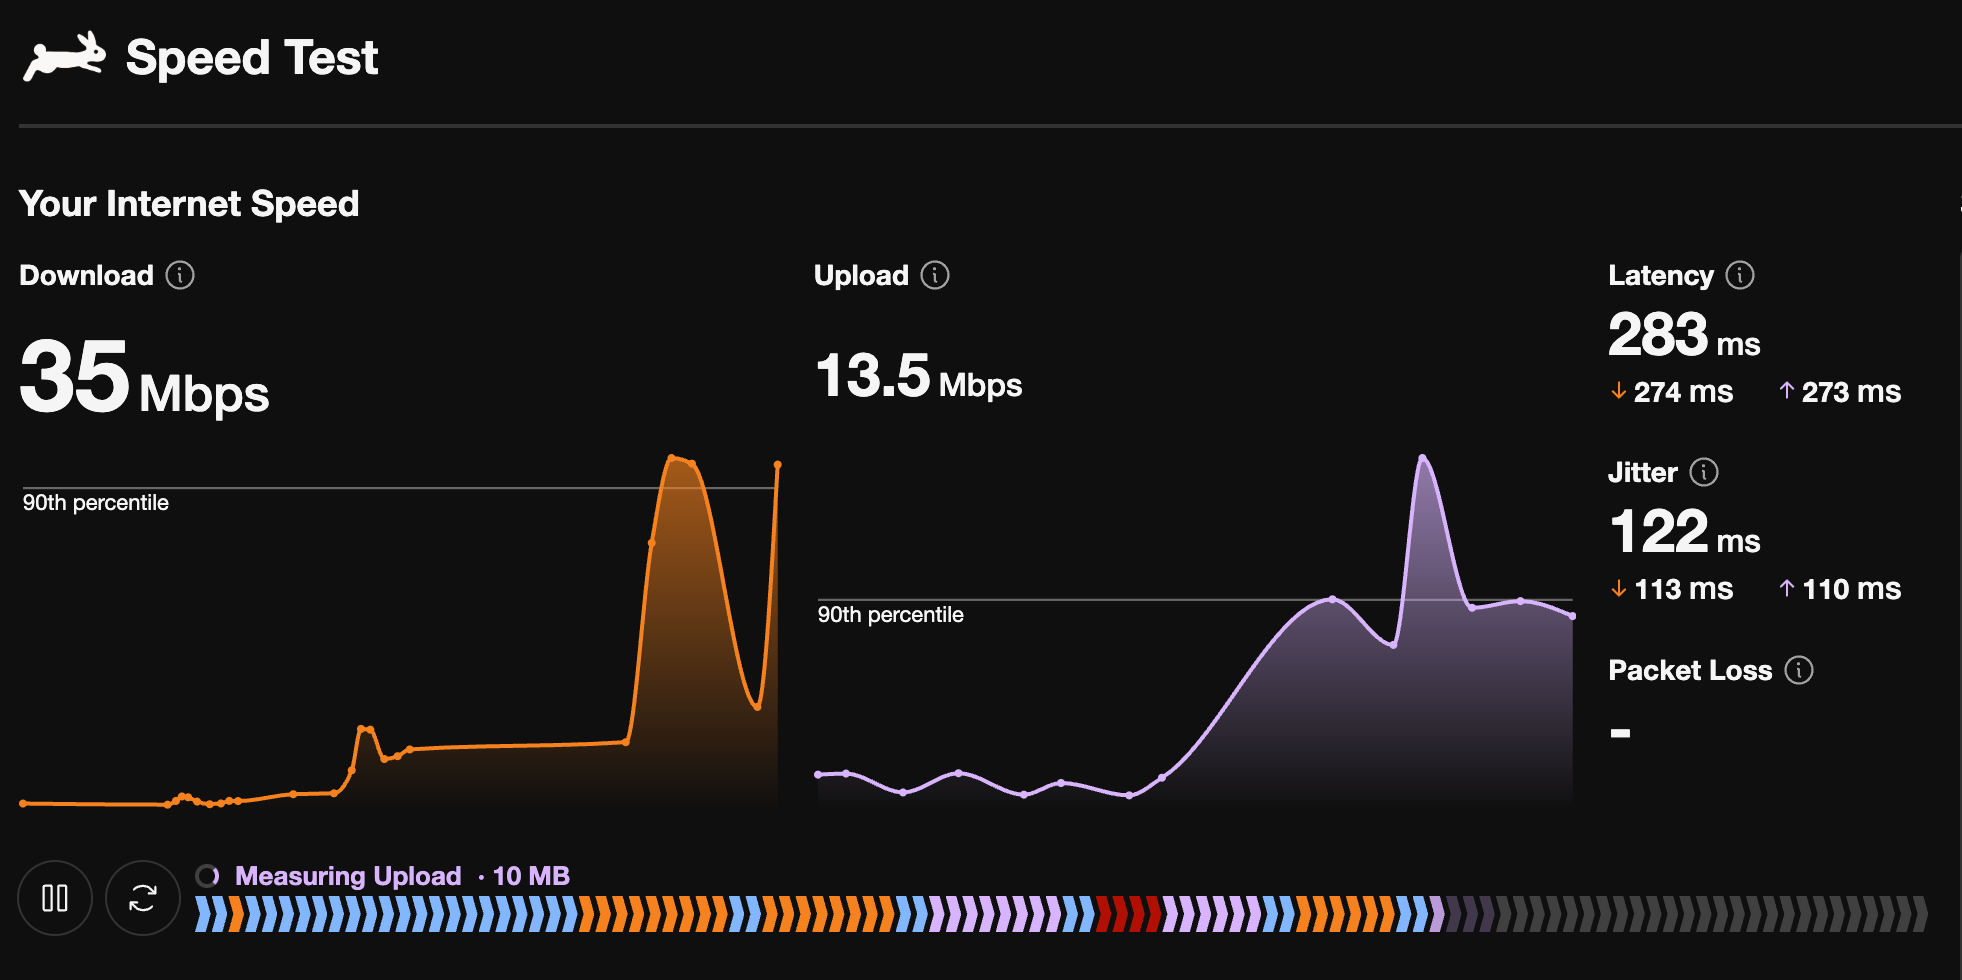 Speed Test
Your Internet Speed
Download
35 Mbps
90th percentile
Upload
13.5 Mbps
90th percentile
Latency
283 ms
↓ 274 ms ↑ 273 ms
Jitter
122 ms
↓ 113 ms ↑ 110 ms
Packet Loss
-
Measuring Upload · 10 MB